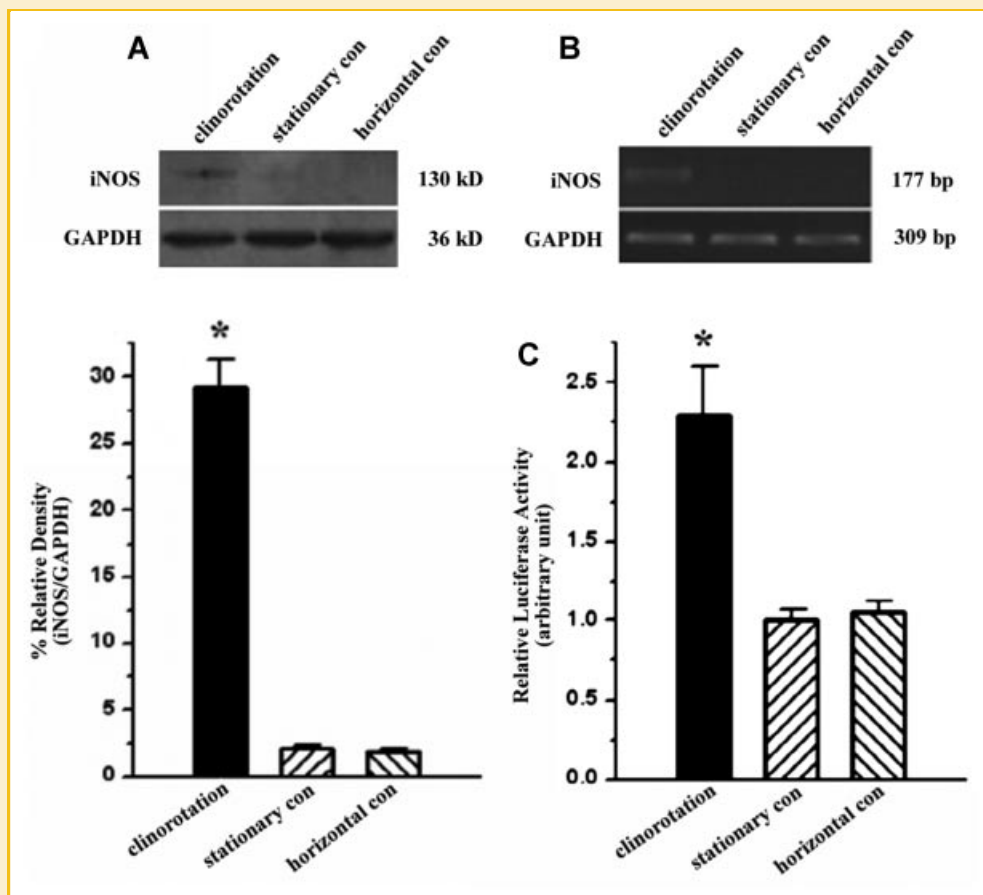 A
clinorotation
stationary con
horizontal con
iNOS
130 kD
GAPDH
36 kD
B
clinorotation
stationary con
horizontal con
iNOS
177 bp
GAPDH
309 bp
*
30
25
30
15
10
5
0
% Relative Density
(iNOS/GAPDH)
clinorotation
stationary con
horizontal con
C
*
2.5
2.0
1.5
1.0
0.5
0.0
Relative Luciferase Activity
(arbitrary unit)
clinorotation
stationary con
horizontal con